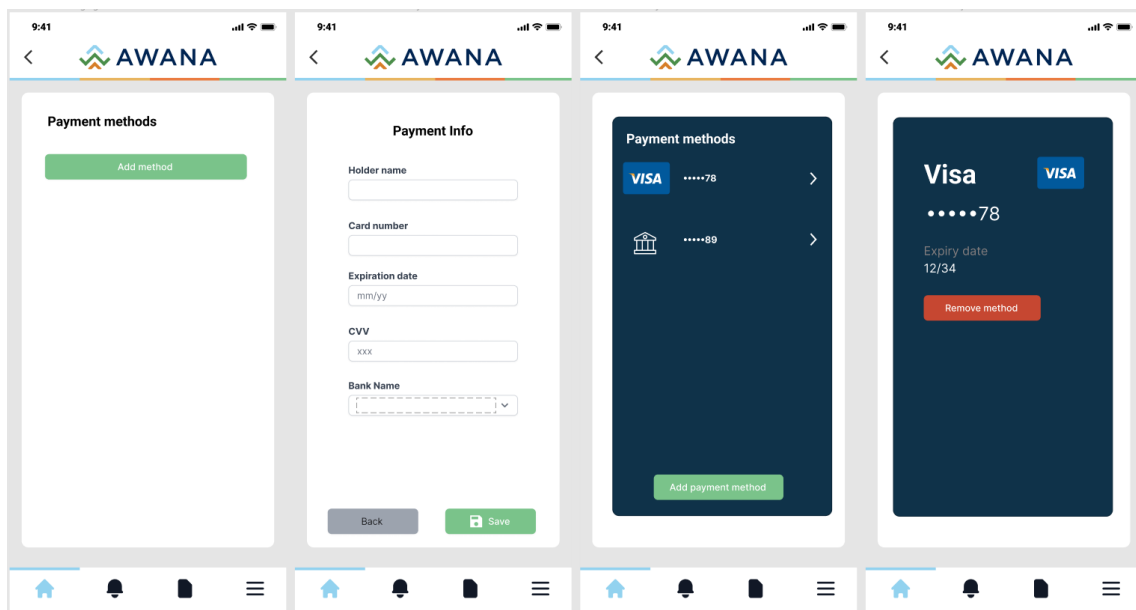 9:41
AWANA
Payment methods
Add method
9:41
AWANA
Payment Info
Holder name
Card number
Expiration date
mm/yy
CVV
xxx
Bank Name
Back
Save
9:41
AWANA
Payment methods
VISA •••••78
•••••89
Add payment method
9:41
AWANA
Visa
VISA
•••••78
Expiry date
12/34
Remove method